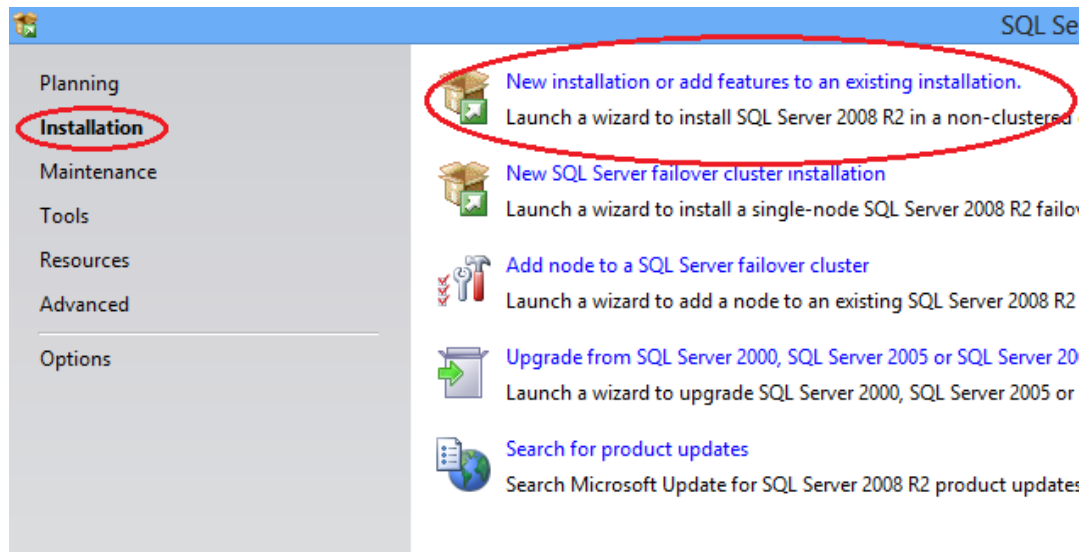 SQL Se
Planning
Installation
Maintenance
Tools
Resources
Advanced
Options
New installation or add features to an existing installation.
Launch a wizard to install SQL Server 2008 R2 in a non-clustered
New SQL Server failover cluster installation
Launch a wizard to install a single-node SQL Server 2008 R2 failov
Add node to a SQL Server failover cluster
Launch a wizard to add a node to an existing SQL Server 2008 R2
Upgrade from SQL Server 2000, SQL Server 2005 or SQL Server 20
Launch a wizard to upgrade SQL Server 2000, SQL Server 2005 or
Search for product updates
Search Microsoft Update for SQL Server 2008 R2 product updates